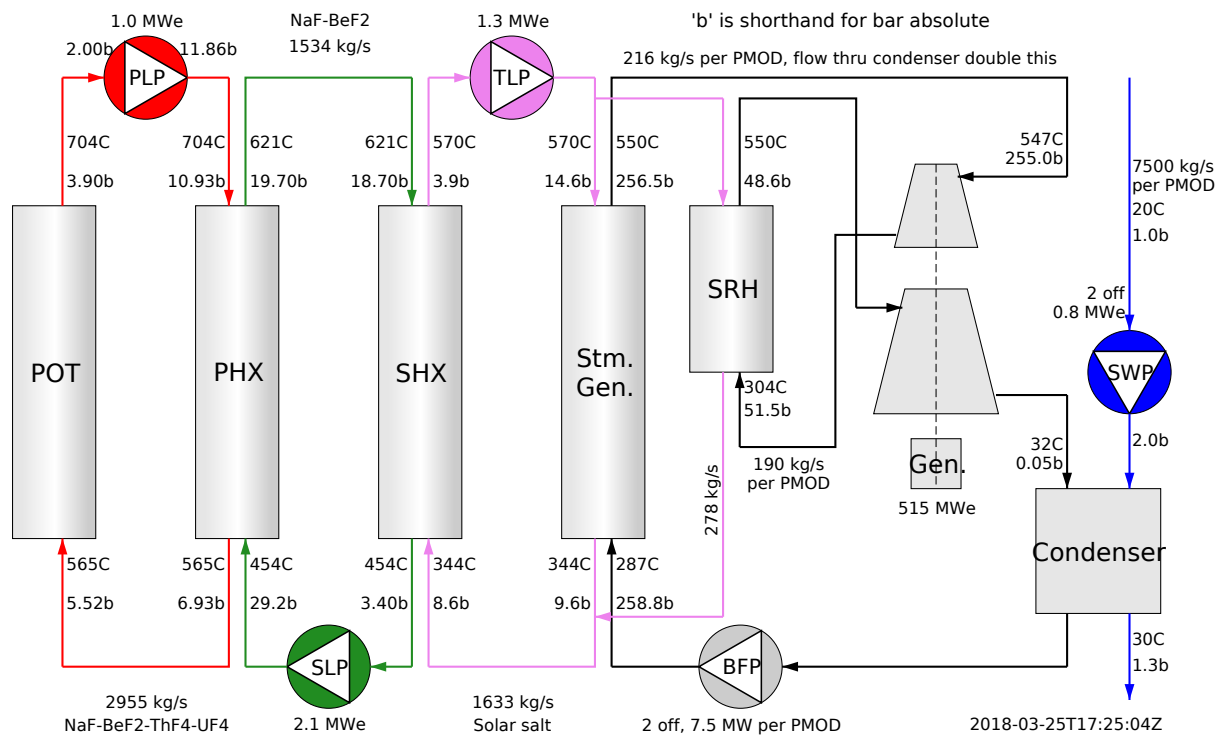 1.0 MWe
NaF-BeF2
1534 kg/s
1.3 MWe
'b' is shorthand for bar absolute
216 kg/s per PMOD, flow thru condenser double this
2.00b
11.86b
PLP
TLP
704C
3.90b
704C
10.93b
621C
19.70b
621C
18.70b
570C
3.9b
570C
14.6b
550C
256.5b
550C
48.6b
547C
255.0b
7500 kg/s
per PMOD
20C
1.0b
POT
PHX
SHX
Stm.
Gen.
SRH
2 off
0.8 MWe
SWP
304C
51.5b
2.0b
32C
0.05b
190 kg/s
per PMOD
278 kg/s
Gen.
515 MWe
Condenser
565C
5.52b
565C
6.93b
454C
29.2b
454C
3.40b
344C
8.6b
344C
9.6b
287C
258.8b
30C
1.3b
SLP
BFP
2955 kg/s
NaF-BeF2-ThF4-UF4
2.1 MWe
1633 kg/s
Solar salt
2 off, 7.5 MW per PMOD
2018-03-25T17:25:04Z